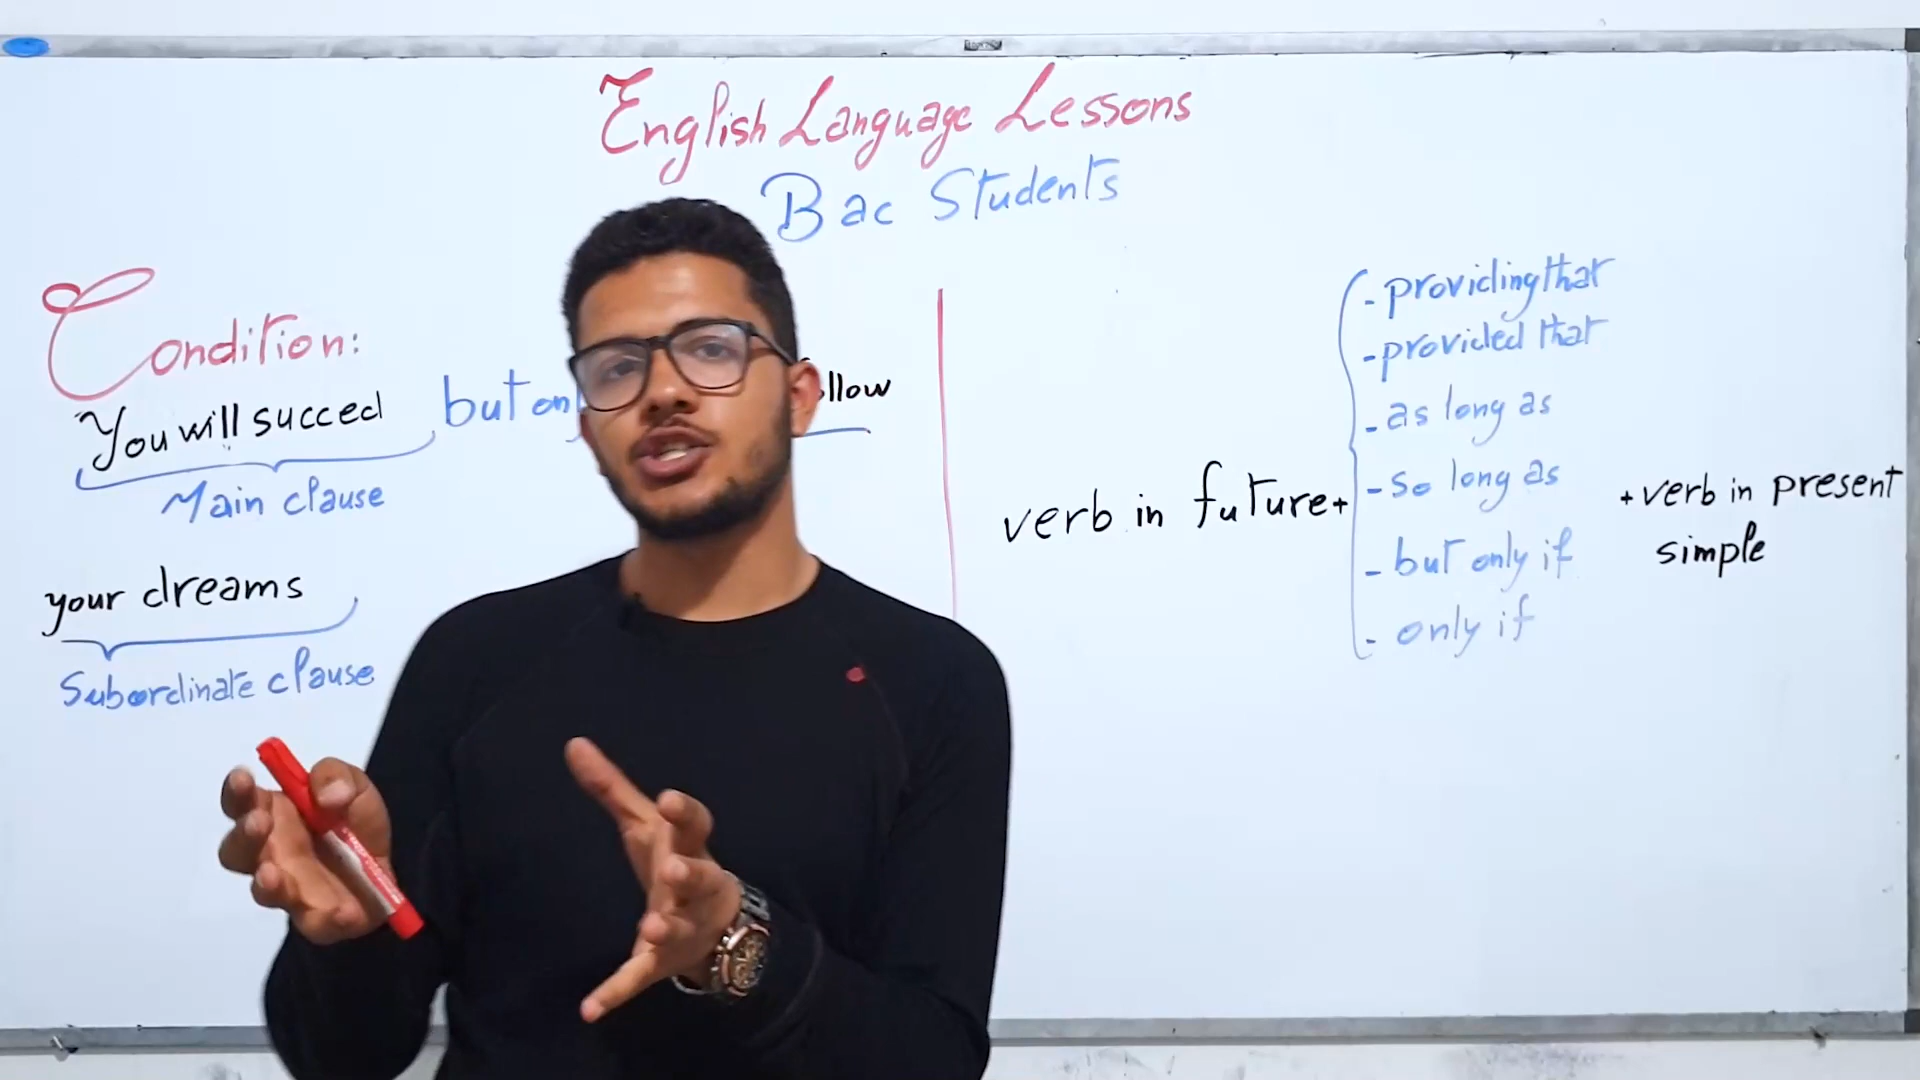 English Language Lessons
Bac Students
Condition:
You will succed but only
Main clause
your dreams
Subordinate clause
verb in future +
- providing that
- provided that
- as long as
- so long as
- but only if
- only if
+ verb in present
simple